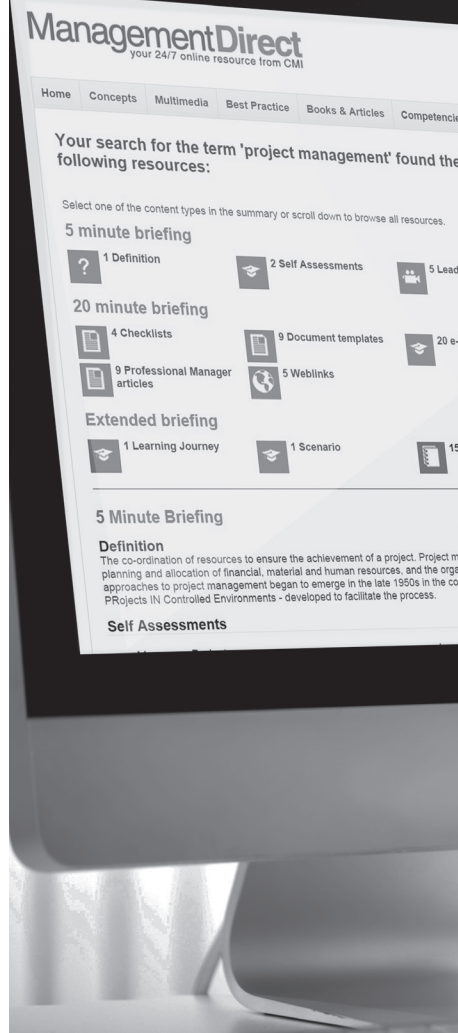 ManagementDirect
your 24/7 online resource from CMI
Home Concepts Multimedia Best Practice Books & Articles
Your search for the term 'project management' found the
following resources:
Select one of the content types in the summary or scroll down to browse all resources.
5 minute briefing
? 1 Definition 2 Self Assessments 5
20 minute briefing
4 Checklists 9 Document templates 20
9 Professional Manager 5 Weblinks
articles
Extended briefing
1 Learning Journey 1 Scenario 15
5 Minute Briefing
Definition
The co-ordination of resources to ensure the achievement of a project. Project
planning and allocation of financial, material and human resources, and the
approaches to project management began to emerge in the late 1950s in the
PRojects IN Controlled Environments - developed to facilitate the process.
Self Assessments